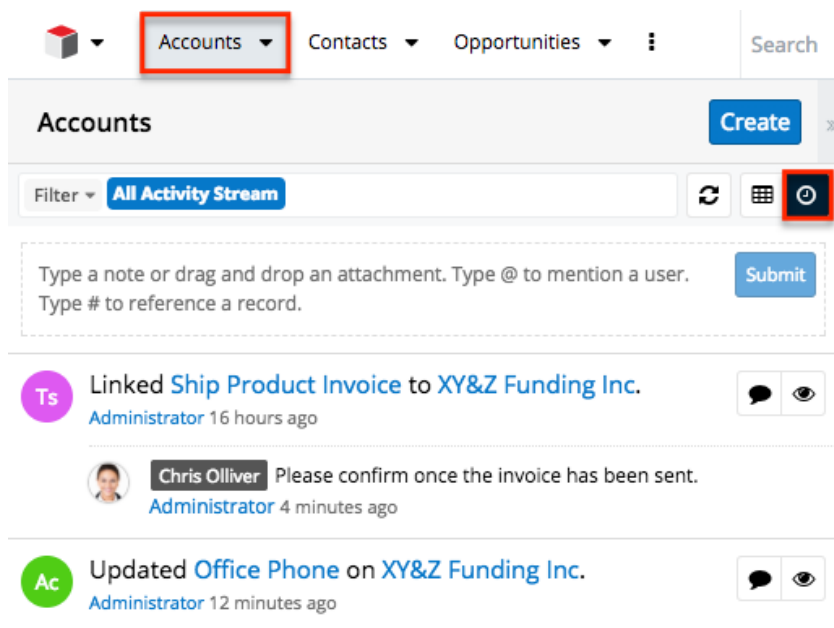 Accounts Contacts Opportunities Search
Accounts Create »
Filter All Activity Stream
Type a note or drag and drop an attachment. Type @ to mention a user. Submit
Type # to reference a record.
Ts Linked Ship Product Invoice to XY&Z Funding Inc.
Administrator 16 hours ago
Chris Olliver Please confirm once the invoice has been sent.
Administrator 4 minutes ago
Ac Updated Office Phone on XY&Z Funding Inc.
Administrator 12 minutes ago